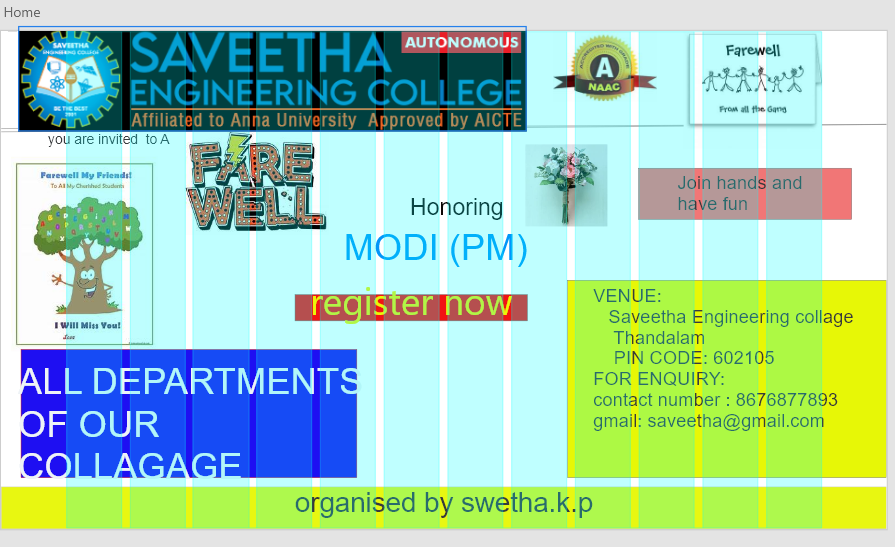 Home
SAVEETHA
ENGINEERING COLLEGE
BE THE BEST
2001
SAVEETHA
AUTONOMOUS
ENGINEERING COLLEGE
Affiliated to Anna University Approved by AICTE
A
NAAC
Farewell
From all the Gang
you are invited to A
FARE
WELL
Farewell My Friends!
To All My Cherished Students
I Will Miss You!
Join hands and
have fun
Honoring
MODI (PM)
register now
VENUE:
Saveetha Engineering collage
Thandalam
PIN CODE: 602105
FOR ENQUIRY:
contact number : 8676877893
gmail: saveetha@gmail.com
ALL DEPARTMENTS
OF OUR
COLLAGAGE
organised by swetha.k.p